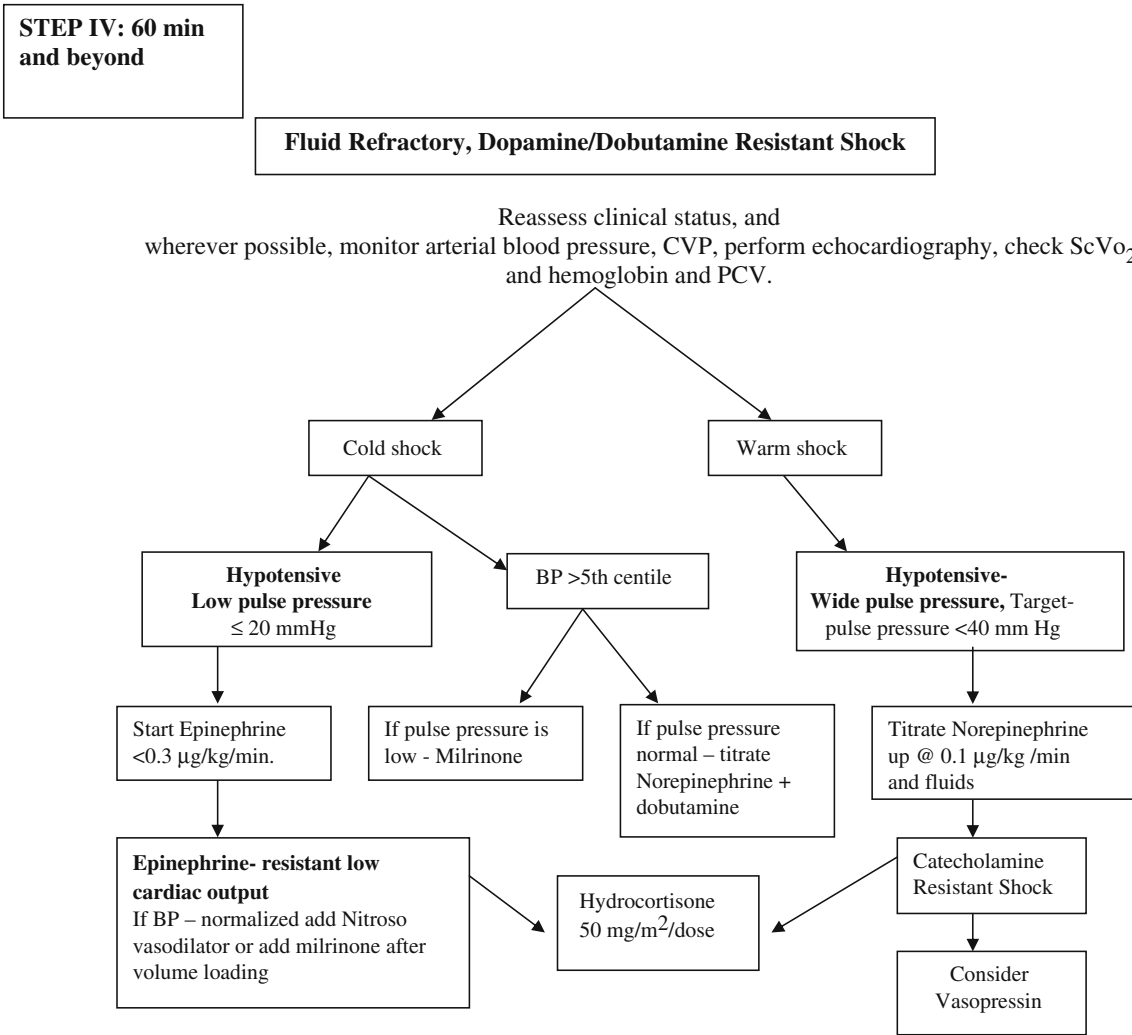 STEP IV: 60 min
and beyond
Fluid Refractory, Dopamine/Dobutamine Resistant Shock
Reassess clinical status, and
wherever possible, monitor arterial blood pressure, CVP, perform echocardiography, check ScVo2
and hemoglobin and PCV.
Cold shock
Warm shock
Hypotensive
Low pulse pressure
≤ 20 mmHg
BP >5th centile
Hypotensive-
Wide pulse pressure, Target-
pulse pressure <40 mm Hg
Start Epinephrine
<0.3 µg/kg/min.
If pulse pressure is
low - Milrinone
If pulse pressure
normal – titrate
Norepinephrine +
dobutamine
Titrate Norepinephrine
up @ 0.1 µg/kg /min
and fluids
Epinephrine- resistant low
cardiac output
If BP – normalized add Nitroso
vasodilator or add milrinone after
volume loading
Hydrocortisone
50 mg/m2/dose
Catecholamine
Resistant Shock
Consider
Vasopressin